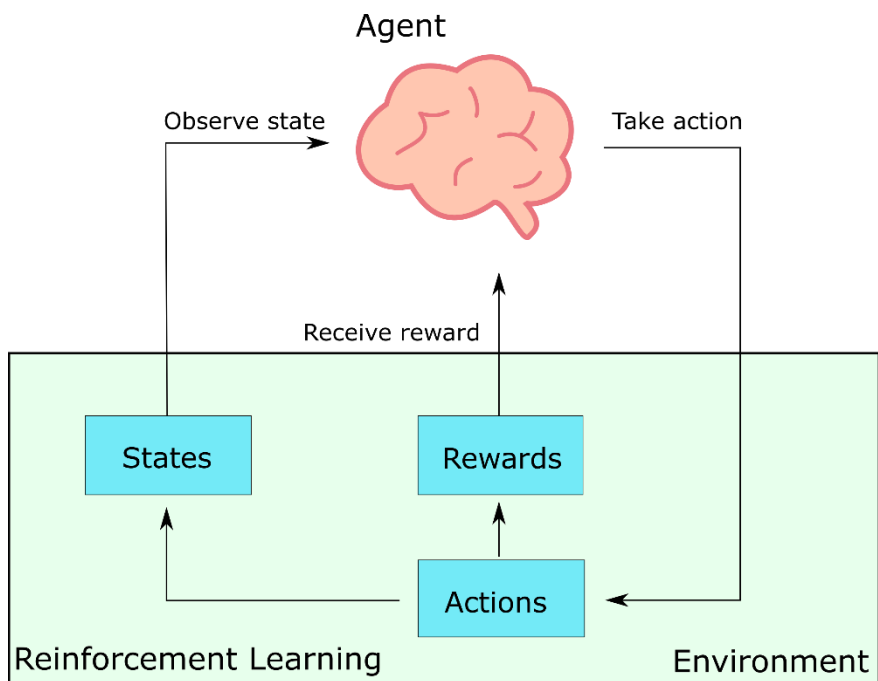 Agent
Observe state
Take action
Receive reward
States
Rewards
Actions
Reinforcement Learning
Environment